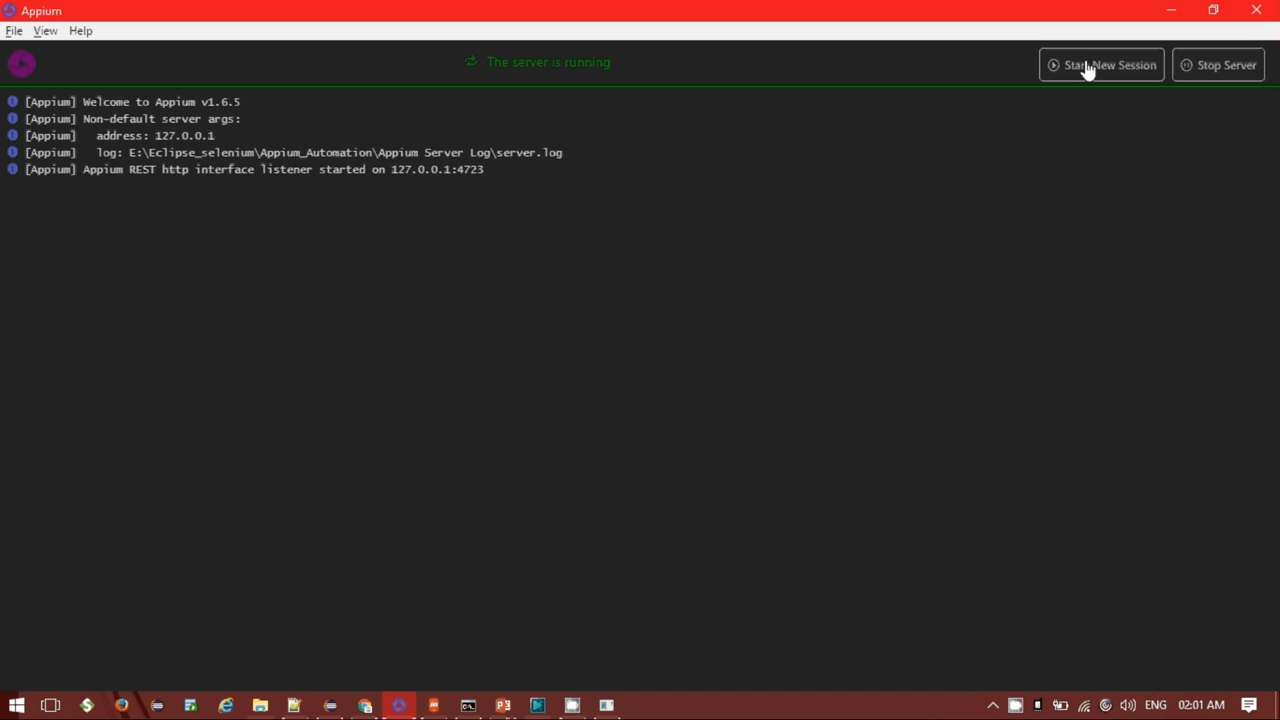 Appium
File View Help
The server is running
Start New Session
Stop Server
[Appium] Welcome to Appium v1.6.5
[Appium] Non-default server args:
[Appium] address: 127.0.0.1
[Appium] log: E:\Eclipse_selenium\Appium_Automation\Appium Server Log\server.log
[Appium] Appium REST http interface listener started on 127.0.0.1:4723
ENG 02:01 AM